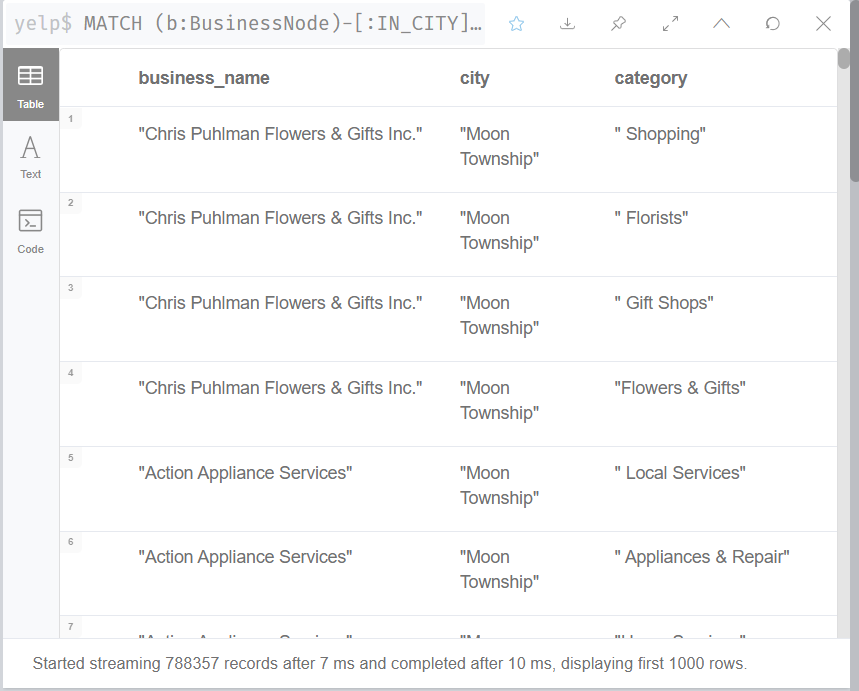 yelp$ MATCH (b:BusinessNode)-[:IN_CITY]…
Table
Text
Code
business_name city category
1
"Chris Puhlman Flowers & Gifts Inc." "Moon Township" " Shopping"
2
"Chris Puhlman Flowers & Gifts Inc." "Moon Township" " Florists"
3
"Chris Puhlman Flowers & Gifts Inc." "Moon Township" " Gift Shops"
4
"Chris Puhlman Flowers & Gifts Inc." "Moon Township" "Flowers & Gifts"
5
"Action Appliance Services" "Moon Township" " Local Services"
6
"Action Appliance Services" "Moon Township" " Appliances & Repair"
7
Started streaming 788357 records after 7 ms and completed after 10 ms, displaying first 1000 rows.